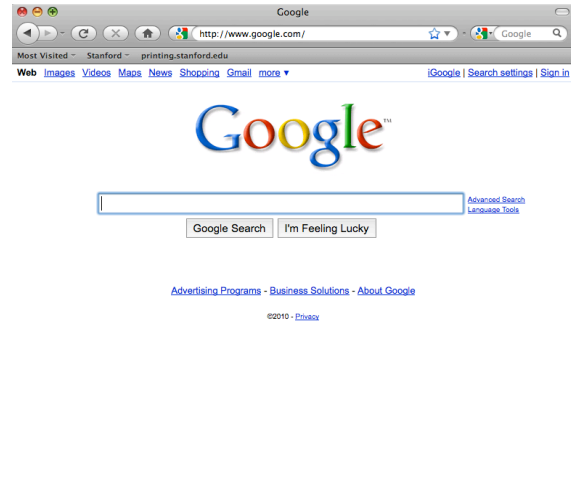 Google
http://www.google.com/ Google
Most Visited Stanford printing.stanford.edu
Web Images Videos Maps News Shopping Gmail more ▼ iGoogle | Search settings | Sign in
Google™
Advanced Search
Language Tools
Google Search I'm Feeling Lucky
Advertising Programs - Business Solutions - About Google
©2010 - Privacy